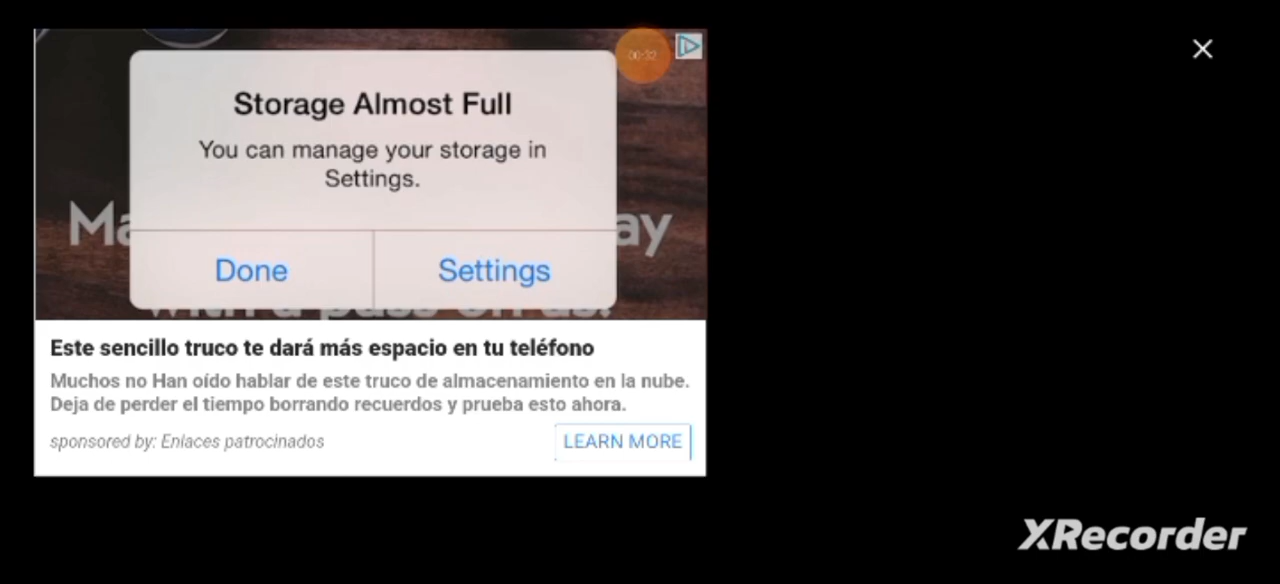 00:32
Storage Almost Full
You can manage your storage in
Settings.
Done
Settings
Este sencillo truco te dará más espacio en tu teléfono
Muchos no Han oído hablar de este truco de almacenamiento en la nube.
Deja de perder el tiempo borrando recuerdos y prueba esto ahora.
sponsored by: Enlaces patrocinados
LEARN MORE
XRecorder